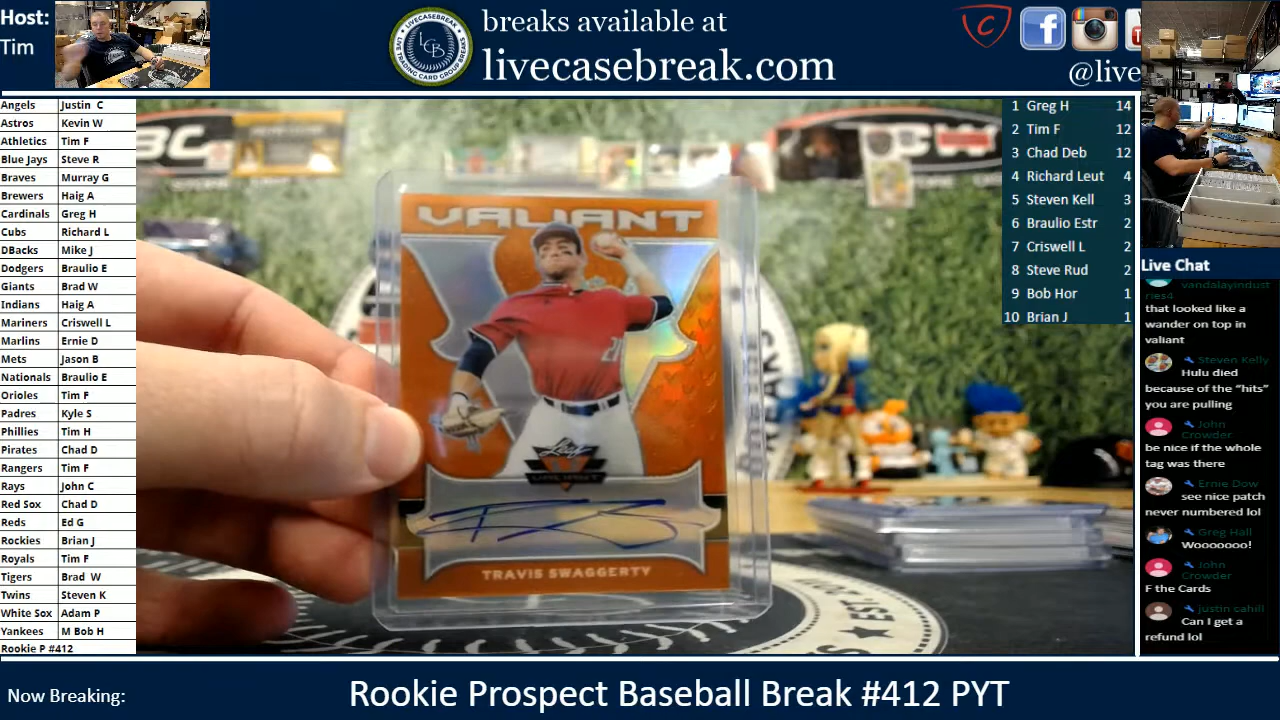 Host:
Tim
breaks available at
livecasebreak.com
@live
Angels Justin C
Astros Kevin W
Athletics Tim F
Blue Jays Steve R
Braves Murray G
Brewers Haig A
Cardinals Greg H
Cubs Richard L
DBacks Mike J
Dodgers Braulio E
Giants Brad W
Indians Haig A
Mariners Criswell L
Marlins Ernie D
Mets Jason B
Nationals Braulio E
Orioles Tim F
Padres Kyle S
Phillies Tim H
Pirates Chad D
Rangers Tim F
Rays John C
Red Sox Chad D
Reds Ed G
Rockies Brian J
Royals Tim F
Tigers Brad W
Twins Steven K
White Sox Adam P
Yankees M Bob H
Rookie P #412
VALIANT
21
Leaf
VALIANT
TRAVIS SWAGGERTY
1 Greg H 14
2 Tim F 12
3 Chad Deb 12
4 Richard Leut 4
5 Steven Kell 3
6 Braulio Estr 2
7 Criswell L 2
8 Steve Rud 2
9 Bob Hor 1
10 Brian J 1
Live Chat
vandalayindust
ries4
that looked like a
wander on top in
valiant
Steven Kelly
Hulu died
because of the “hits”
you are pulling
John
Crowder
be nice if the whole
tag was there
Ernie Dow
see nice patch
never numbered lol
Greg Hall
Wooooooo!
John
Crowder
F the Cards
justin cahill
Can I get a
refund lol
Now Breaking:
Rookie Prospect Baseball Break #412 PYT